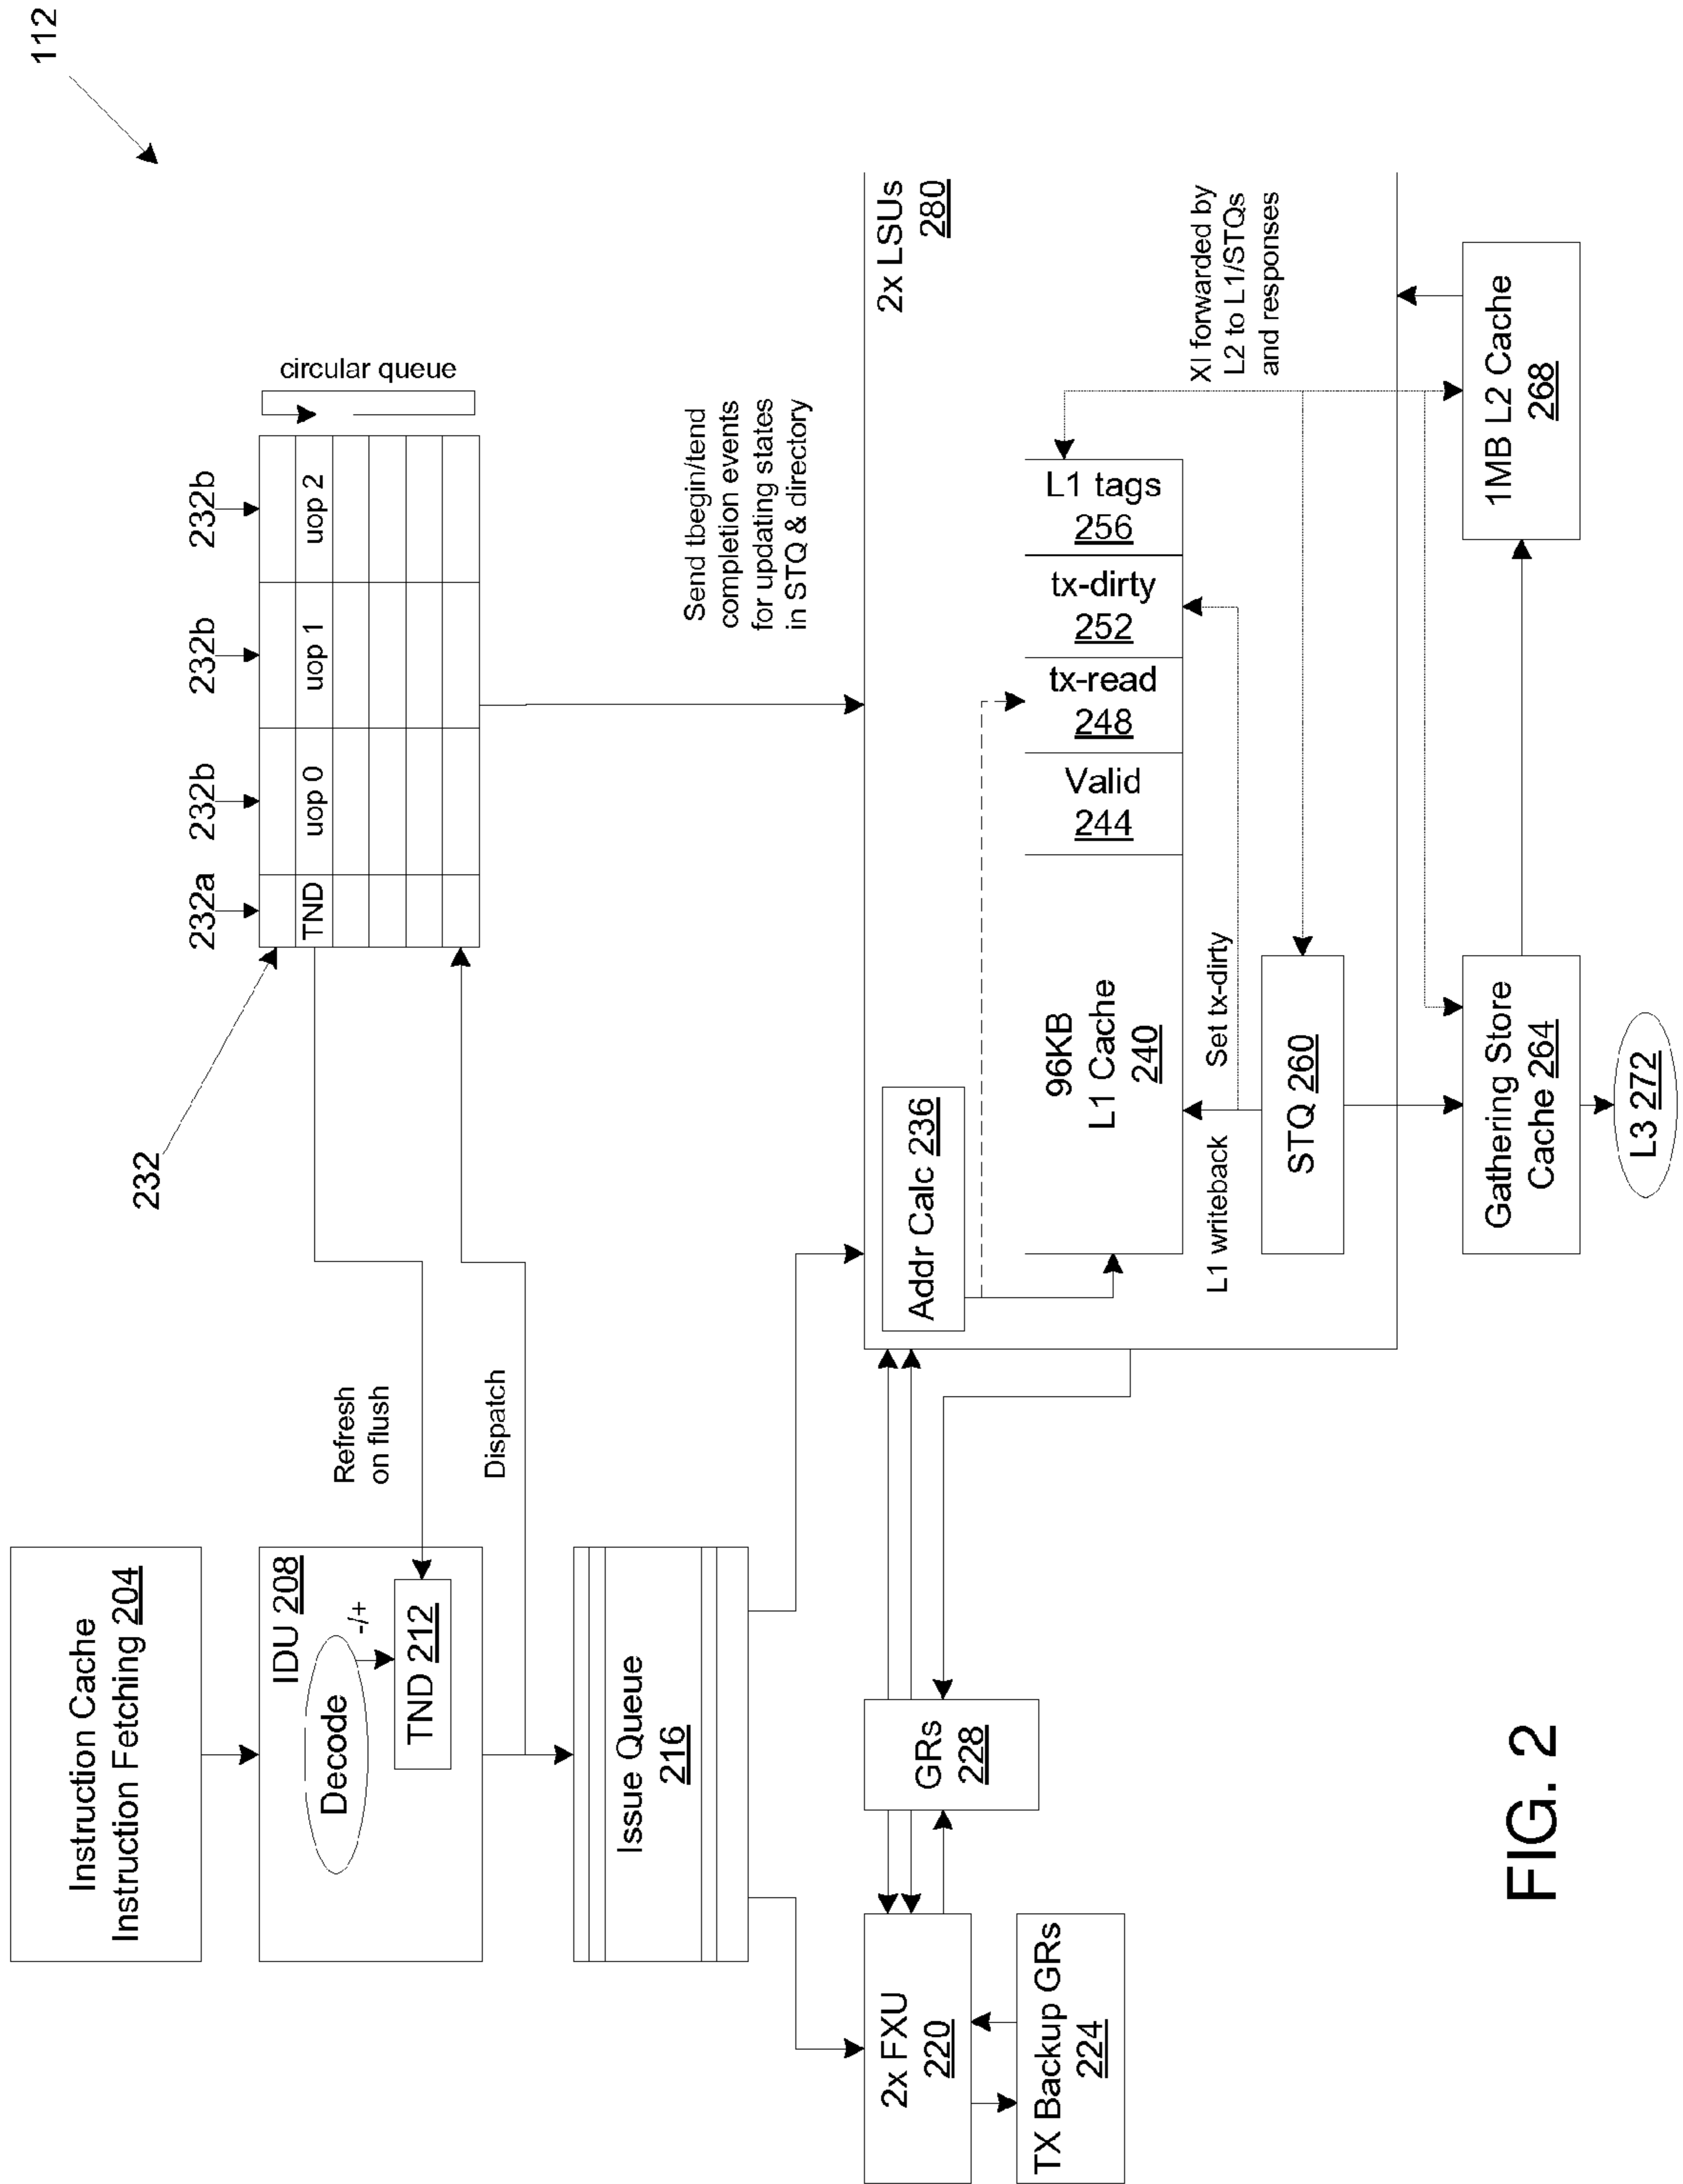 112
Instruction Cache
Instruction Fetching 204
IDU 208
Decode
-/+
TND 212
Refresh
on flush
Dispatch
232
232a
232b
232b
232b
TND
uop 0
uop 1
uop 2
circular queue
Issue Queue
216
Send tbegin/tend
completion events
for updating states
in STQ & directory
2x FXU
220
TX Backup GRs
224
GRs
228
2x LSUs
280
Addr Calc 236
96KB
L1 Cache
240
Valid
244
tx-read
248
tx-dirty
252
L1 tags
256
L1 writeback
Set tx-dirty
XI forwarded by
L2 to L1/STQs
and responses
STQ 260
Gathering Store
Cache 264
1MB L2 Cache
268
L3 272
FIG. 2